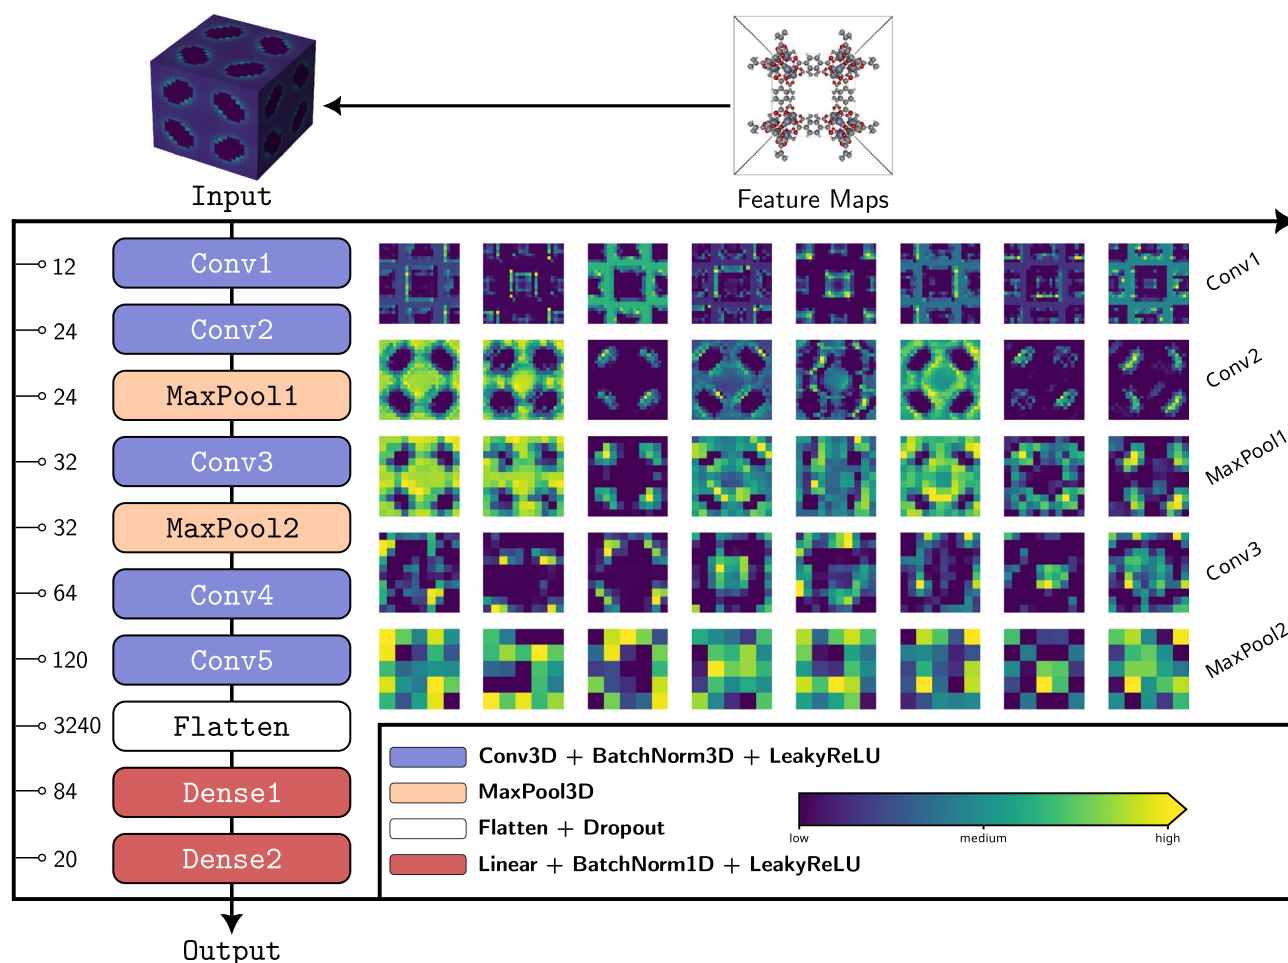 Input
Feature Maps
12 Conv1
24 Conv2
24 MaxPool1
32 Conv3
32 MaxPool2
64 Conv4
120 Conv5
3240 Flatten
84 Dense1
20 Dense2
Output
Conv1
Conv2
MaxPool1
Conv3
MaxPool2
Conv3D + BatchNorm3D + LeakyReLU
MaxPool3D
Flatten + Dropout
Linear + BatchNorm1D + LeakyReLU
low medium high